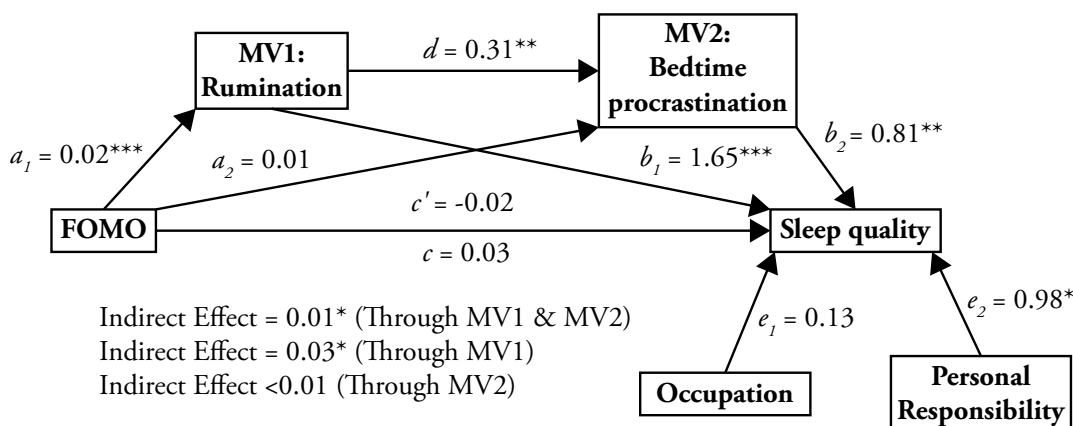 MV1:
Rumination
d = 0.31**
MV2:
Bedtime
procrastination
a1 = 0.02***
a2 = 0.01
b1 = 1.65***
b2 = 0.81**
FOMO
c' = -0.02
c = 0.03
Sleep quality
Indirect Effect = 0.01* (Through MV1 & MV2)
Indirect Effect = 0.03* (Through MV1)
Indirect Effect <0.01 (Through MV2)
e1 = 0.13
e2 = 0.98*
Occupation
Personal
Responsibility